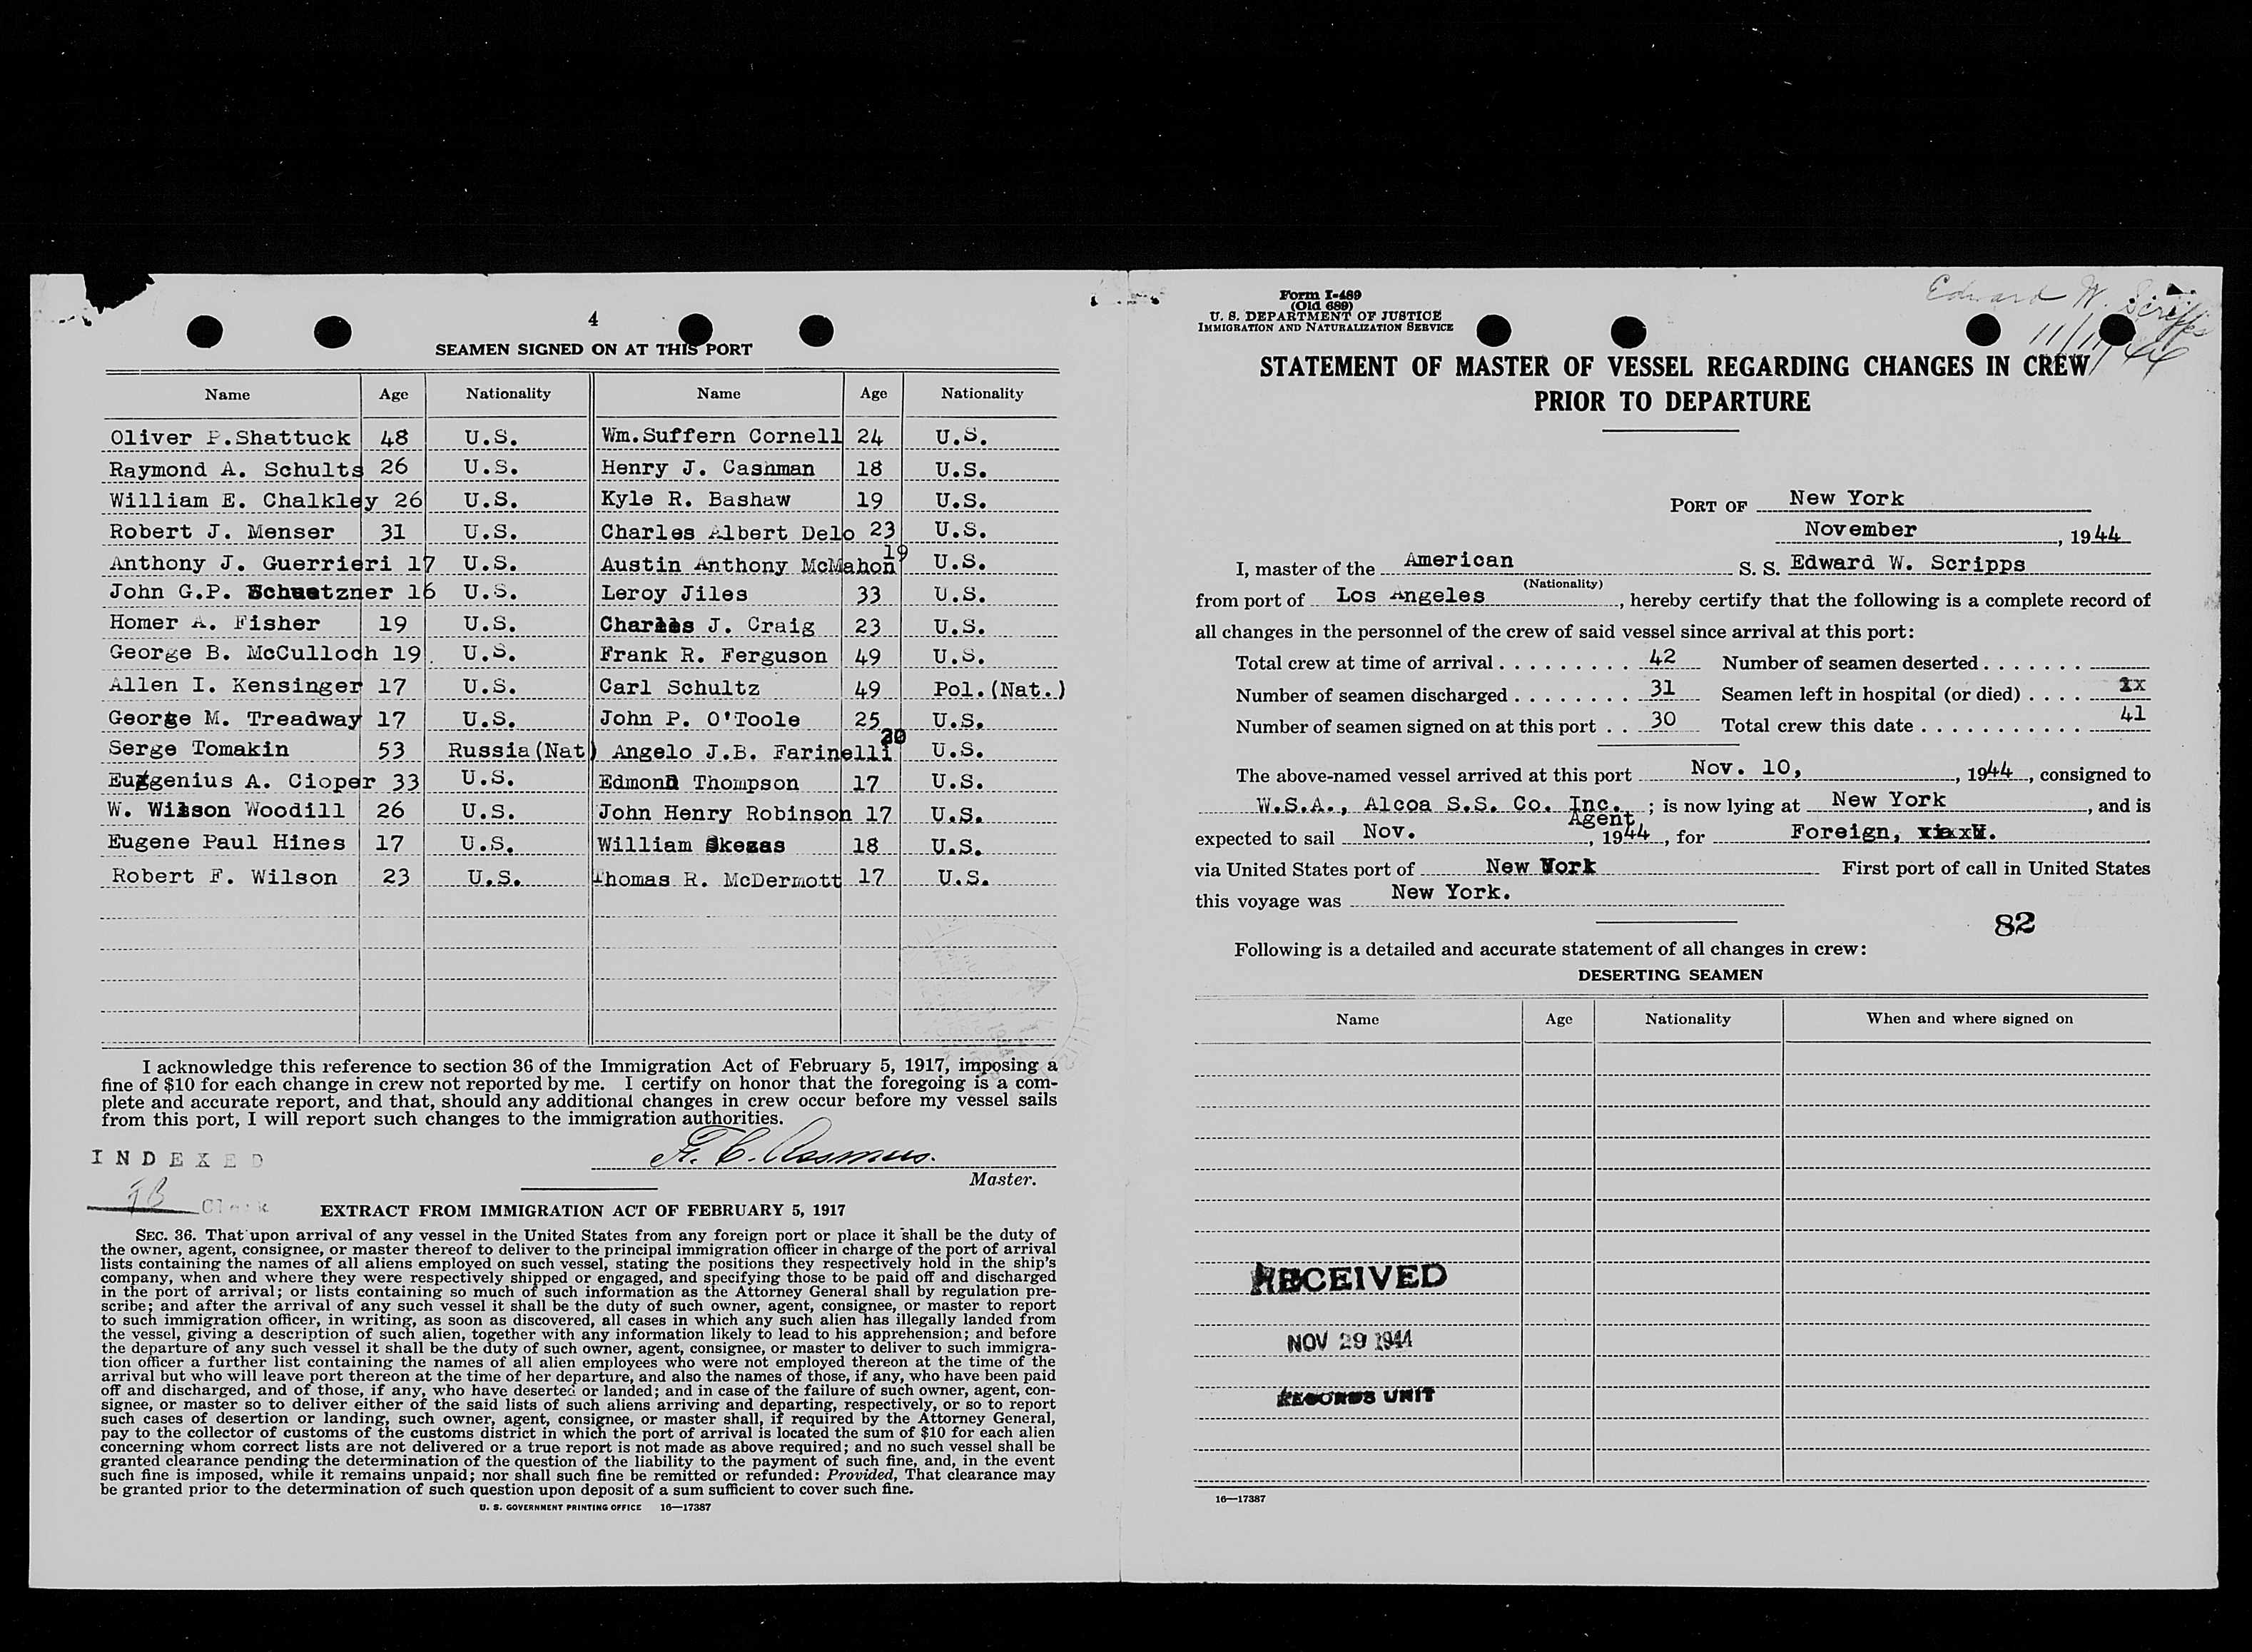 4
SEAMEN SIGNED ON AT THIS PORT
Name Age Nationality Name Age Nationality
Oliver P.Shattuck 48 U.S. Wm.Suffern Cornell 24 U.S.
Raymond A. Schults 26 U.S. Henry J. Cashman 18 U.S.
William E. Chalkley 26 U.S. Kyle R. Bashaw 19 U.S.
Robert J. Menser 31 U.S. Charles Albert Delo 23 U.S.
Anthony J. Guerrieri 17 U.S. Austin Anthony McMahon 19 U.S.
John G.P. Schuetzner 16 U.S. Leroy Jiles 33 U.S.
Homer A. Fisher 19 U.S. Charles J. Craig 23 U.S.
George B. McCulloch 19 U.S. Frank R. Ferguson 49 U.S.
Allen I. Kensinger 17 U.S. Carl Schultz 49 Pol.(Nat.)
George M. Treadway 17 U.S. John P. O'Toole 25 U.S.
Serge Tomakin 53 Russia(Nat) Angelo J.B. Farinelli U.S.
Eugenius A. Cioper 33 U.S. Edmond Thompson 17 U.S.
W. Wilson Woodill 26 U.S. John Henry Robinson 17 U.S.
Eugene Paul Hines 17 U.S. William Skezas 18 U.S.
Robert F. Wilson 23 U.S. Thomas R. McDermott 17 U.S.
I acknowledge this reference to section 36 of the Immigration Act of February 5, 1917, imposing a
fine of $10 for each change in crew not reported by me. I certify on honor that the foregoing is a com-
plete and accurate report, and that, should any additional changes in crew occur before my vessel sails
from this port, I will report such changes to the immigration authorities.
INDEXED
Clerk
Master.
EXTRACT FROM IMMIGRATION ACT OF FEBRUARY 5, 1917
SEC. 36. That upon arrival of any vessel in the United States from any foreign port or place it shall be the duty of
the owner, agent, consignee, or master thereof to deliver to the principal immigration officer in charge of the port of arrival
lists containing the names of all aliens employed on such vessel, stating the positions they respectively hold in the ship's
company, when and where they were respectively shipped or engaged, and specifying those to be paid off and discharged
in the port of arrival; or lists containing so much of such information as the Attorney General shall by regulation pre-
scribe; and after the arrival of any such vessel it shall be the duty of such owner, agent, consignee, or master to report
to such immigration officer, in writing, as soon as discovered, all cases in which any such alien has illegally landed from
the vessel, giving a description of such alien, together with any information likely to lead to his apprehension; and before
the departure of any such vessel it shall be the duty of such owner, agent, consignee, or master to deliver to such immigra-
tion officer a further list containing the names of all alien employees who were not employed thereon at the time of the
arrival but who will leave port thereon at the time of her departure, and also the names of those, if any, who have been paid
off and discharged, and of those, if any, who have deserted or landed; and in case of the failure of such owner, agent, con-
signee, or master so to deliver either of the said lists of such aliens arriving and departing, respectively, or so to report
such cases of desertion or landing, such owner, agent, consignee, or master shall, if required by the Attorney General,
pay to the collector of customs of the customs district in which the port of arrival is located the sum of $10 for each alien
concerning whom correct lists are not delivered or a true report is not made as above required; and no such vessel shall be
granted clearance pending the determination of the question of the liability to the payment of such fine, and, in the event
such fine is imposed, while it remains unpaid; nor shall such fine be remitted or refunded: Provided, That clearance may
be granted prior to the determination of such question upon deposit of a sum sufficient to cover such fine.
U. S. GOVERNMENT PRINTING OFFICE 16—17387
Form I-489
(Old 689)
U. S. DEPARTMENT OF JUSTICE
IMMIGRATION AND NATURALIZATION SERVICE
Edward W. Scripps
STATEMENT OF MASTER OF VESSEL REGARDING CHANGES IN CREW
PRIOR TO DEPARTURE
PORT OF New York
November, 1944
I, master of the American S. S. Edward W. Scripps
(Nationality)
from port of Los Angeles, hereby certify that the following is a complete record of
all changes in the personnel of the crew of said vessel since arrival at this port:
Total crew at time of arrival 42 Number of seamen deserted
Number of seamen discharged 31 Seamen left in hospital (or died)
Number of seamen signed on at this port 30 Total crew this date 41
The above-named vessel arrived at this port Nov. 10, 1944, consigned to
W.S.A., Alcoa S.S. Co. Inc. ; is now lying at New York, and is
Agent
expected to sail Nov., 1944, for Foreign,
via United States port of New York First port of call in United States
this voyage was New York.
82
Following is a detailed and accurate statement of all changes in crew:
DESERTING SEAMEN
Name Age Nationality When and where signed on
RECEIVED
NOV 29 1944
RECORDS UNIT
16—17387